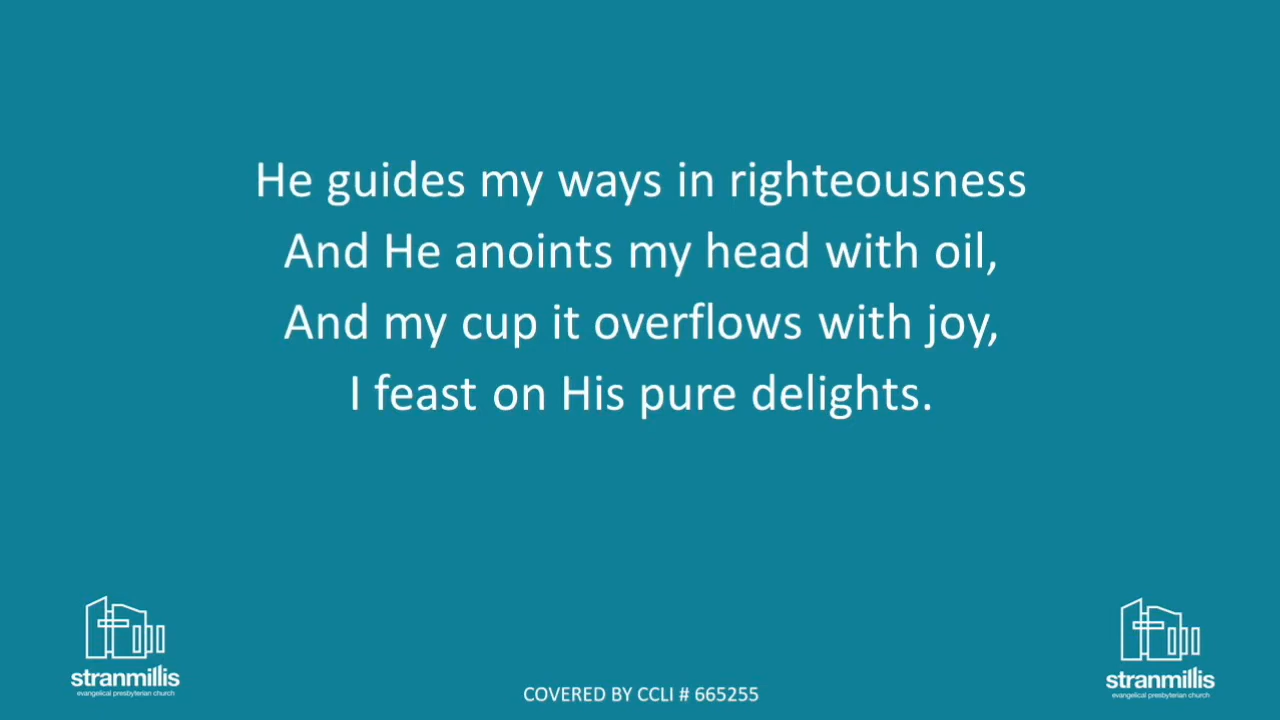 He guides my ways in righteousness
And He anoints my head with oil,
And my cup it overflows with joy,
I feast on His pure delights.
stranmillis
evangelical presbyterian church
COVERED BY CCLI # 665255
stranmillis
evangelical presbyterian church